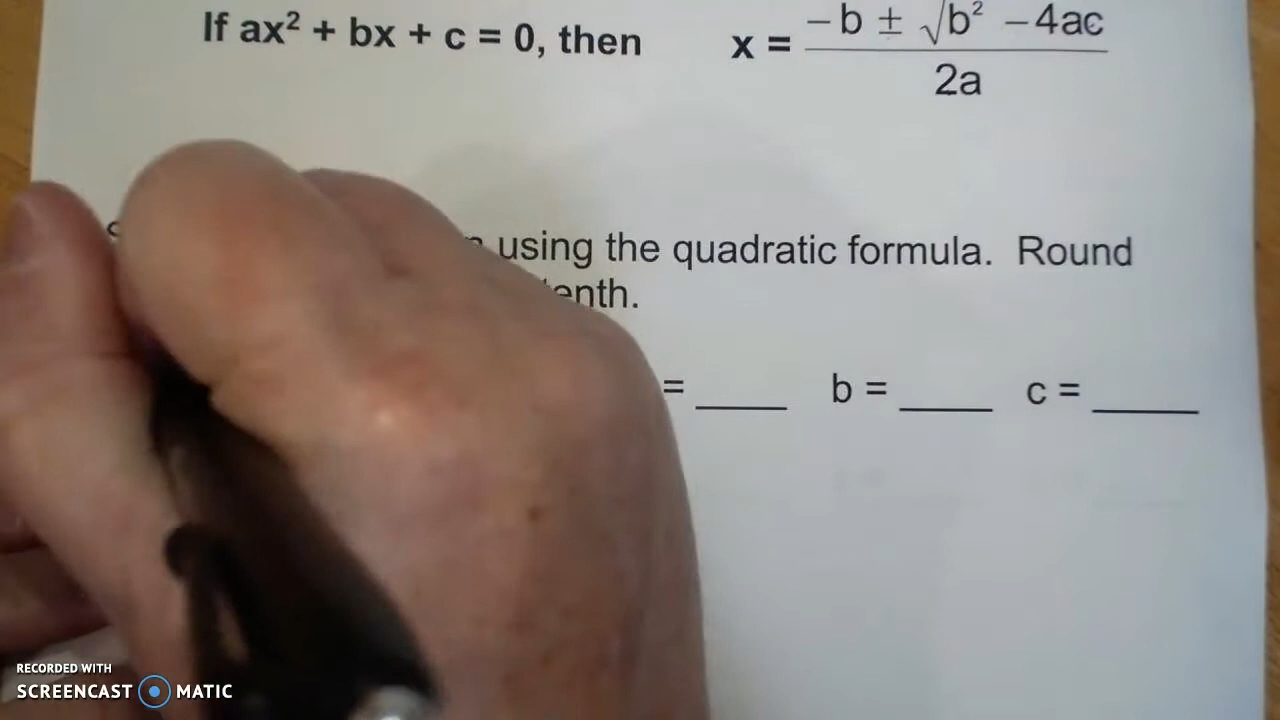 If ax² + bx + c = 0, then x = −b ± √b² − 4ac / 2a
using the quadratic formula. Round
enth.
= ____ b = ____ c = ____
RECORDED WITH
SCREENCAST MATIC